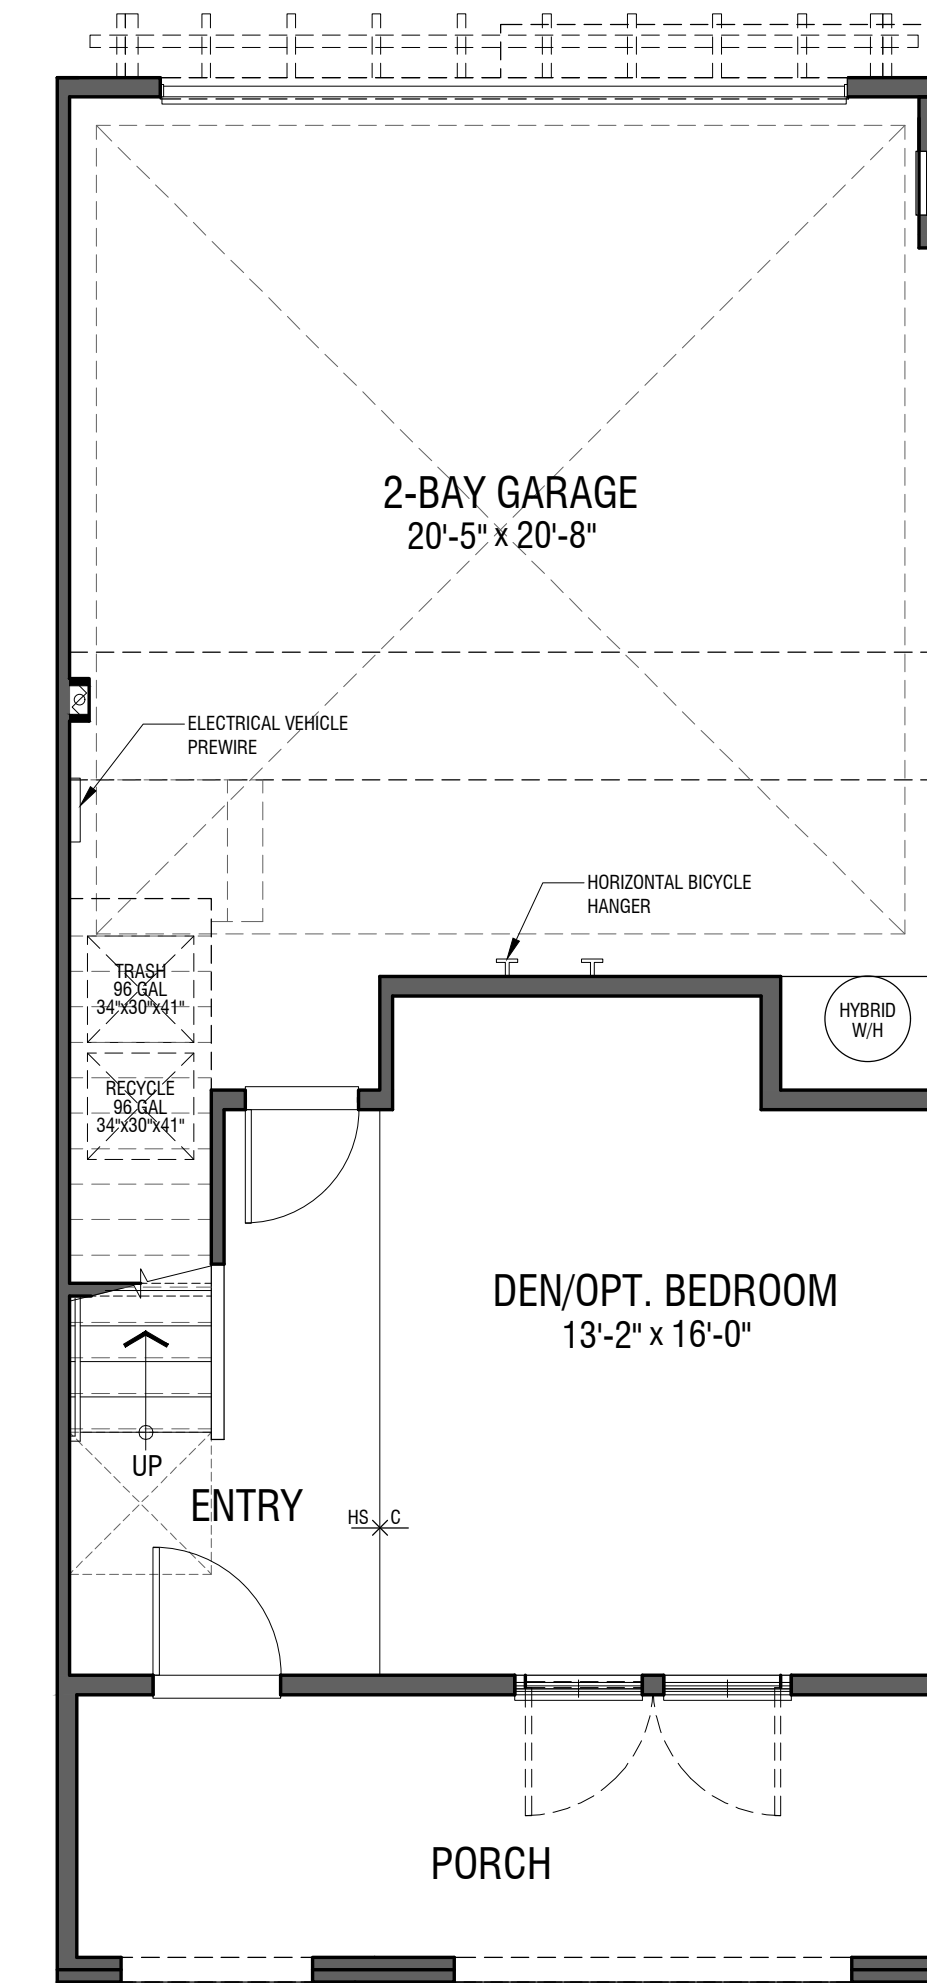 2-BAY GARAGE
20'-5" x 20'-8"
ELECTRICAL VEHICLE
PREWIRE
HORIZONTAL BICYCLE
HANGER
TRASH
96 GAL
34"x30"x41"
HYBRID
W/H
RECYCLE
96 GAL
34"x30"x41"
DEN/OPT. BEDROOM
13'-2" x 16'-0"
UP
ENTRY
HS C
PORCH